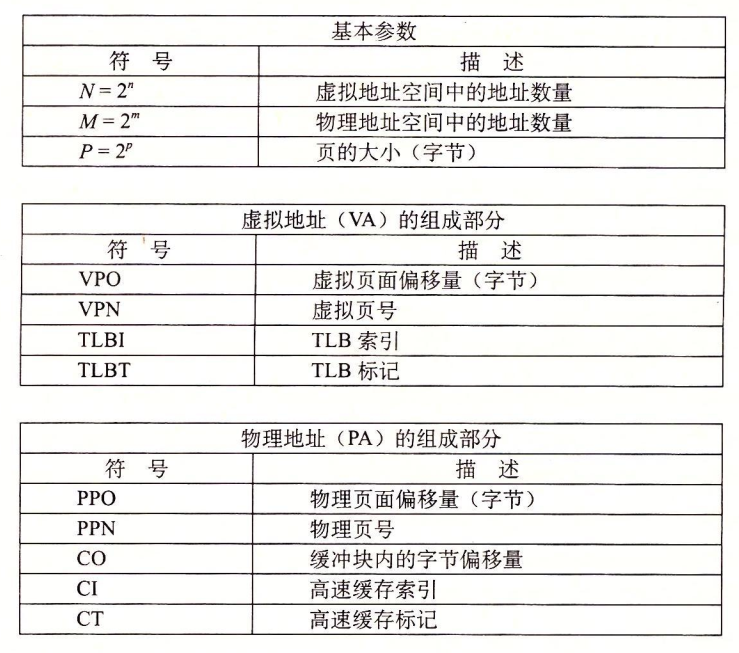 基本参数
符 号 描 述
N = 2ⁿ 虚拟地址空间中的地址数量
M = 2ᵐ 物理地址空间中的地址数量
P = 2ᵖ 页的大小（字节）
虚拟地址（VA）的组成部分
符 号 描 述
VPO 虚拟页面偏移量（字节）
VPN 虚拟页号
TLBI TLB 索引
TLBT TLB 标记
物理地址（PA）的组成部分
符 号 描 述
PPO 物理页面偏移量（字节）
PPN 物理页号
CO 缓冲块内的字节偏移量
CI 高速缓存索引
CT 高速缓存标记